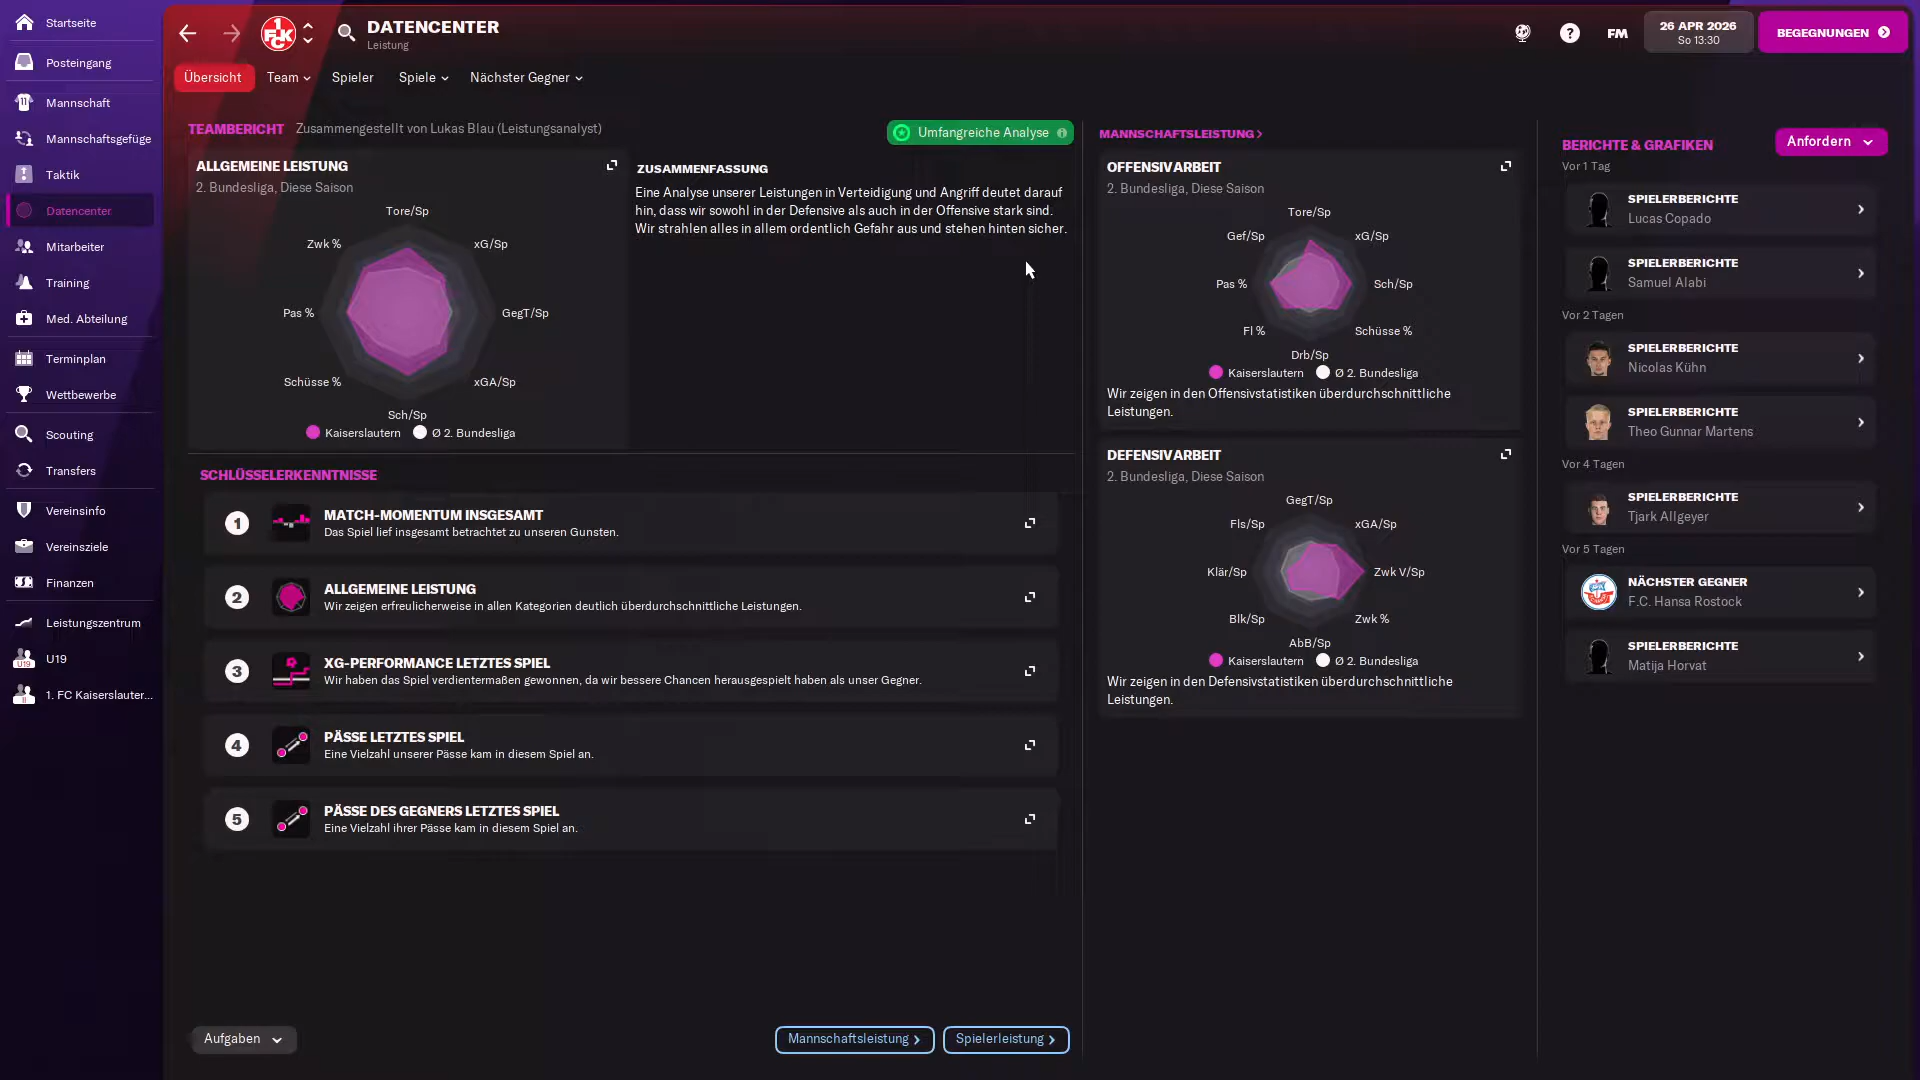 Startseite
Posteingang
Mannschaft
Mannschaftsgefüge
Taktik
Datencenter
Mitarbeiter
Training
Med. Abteilung
Terminplan
Wettbewerbe
Scouting
Transfers
Vereinsinfo
Vereinsziele
Finanzen
Leistungszentrum
U19
U19
1. FC Kaiserslauter...
DATENCENTER
Leistung
FM
26 APR 2026
So 13:30
BEGEGNUNGEN
Übersicht
Team
Spieler
Spiele
Nächster Gegner
TEAMBERICHT Zusammengestellt von Lukas Blau (Leistungsanalyst)
Umfangreiche Analyse
ALLGEMEINE LEISTUNG
2. Bundesliga, Diese Saison
Tore/Sp
Zwk %
xG/Sp
Pas %
GegT/Sp
Schüsse %
xGA/Sp
Sch/Sp
Kaiserslautern
Ø 2. Bundesliga
ZUSAMMENFASSUNG
Eine Analyse unserer Leistungen in Verteidigung und Angriff deutet darauf
hin, dass wir sowohl in der Defensive als auch in der Offensive stark sind.
Wir strahlen alles in allem ordentlich Gefahr aus und stehen hinten sicher.
SCHLÜSSELERKENNTNISSE
1
MATCH-MOMENTUM INSGESAMT
Das Spiel lief insgesamt betrachtet zu unseren Gunsten.
2
ALLGEMEINE LEISTUNG
Wir zeigen erfreulicherweise in allen Kategorien deutlich überdurchschnittliche Leistungen.
3
XG-PERFORMANCE LETZTES SPIEL
Wir haben das Spiel verdientermaßen gewonnen, da wir bessere Chancen herausgespielt haben als unser Gegner.
4
PÄSSE LETZTES SPIEL
Eine Vielzahl unserer Pässe kam in diesem Spiel an.
5
PÄSSE DES GEGNERS LETZTES SPIEL
Eine Vielzahl ihrer Pässe kam in diesem Spiel an.
Aufgaben
Mannschaftsleistung
Spielerleistung
MANNSCHAFTSLEISTUNG
OFFENSIVARBEIT
2. Bundesliga, Diese Saison
Tore/Sp
Gef/Sp
xG/Sp
Pas %
Sch/Sp
Fl %
Schüsse %
Drb/Sp
Kaiserslautern
Ø 2. Bundesliga
Wir zeigen in den Offensivstatistiken überdurchschnittliche
Leistungen.
DEFENSIVARBEIT
2. Bundesliga, Diese Saison
GegT/Sp
Fls/Sp
xGA/Sp
Klär/Sp
Zwk V/Sp
Blk/Sp
Zwk %
AbB/Sp
Kaiserslautern
Ø 2. Bundesliga
Wir zeigen in den Defensivstatistiken überdurchschnittliche
Leistungen.
BERICHTE & GRAFIKEN
Anfordern
Vor 1 Tag
SPIELERBERICHTE
Lucas Copado
SPIELERBERICHTE
Samuel Alabi
Vor 2 Tagen
SPIELERBERICHTE
Nicolas Kühn
SPIELERBERICHTE
Theo Gunnar Martens
Vor 4 Tagen
SPIELERBERICHTE
Tjark Allgeyer
Vor 5 Tagen
NÄCHSTER GEGNER
F.C. Hansa Rostock
SPIELERBERICHTE
Matija Horvat